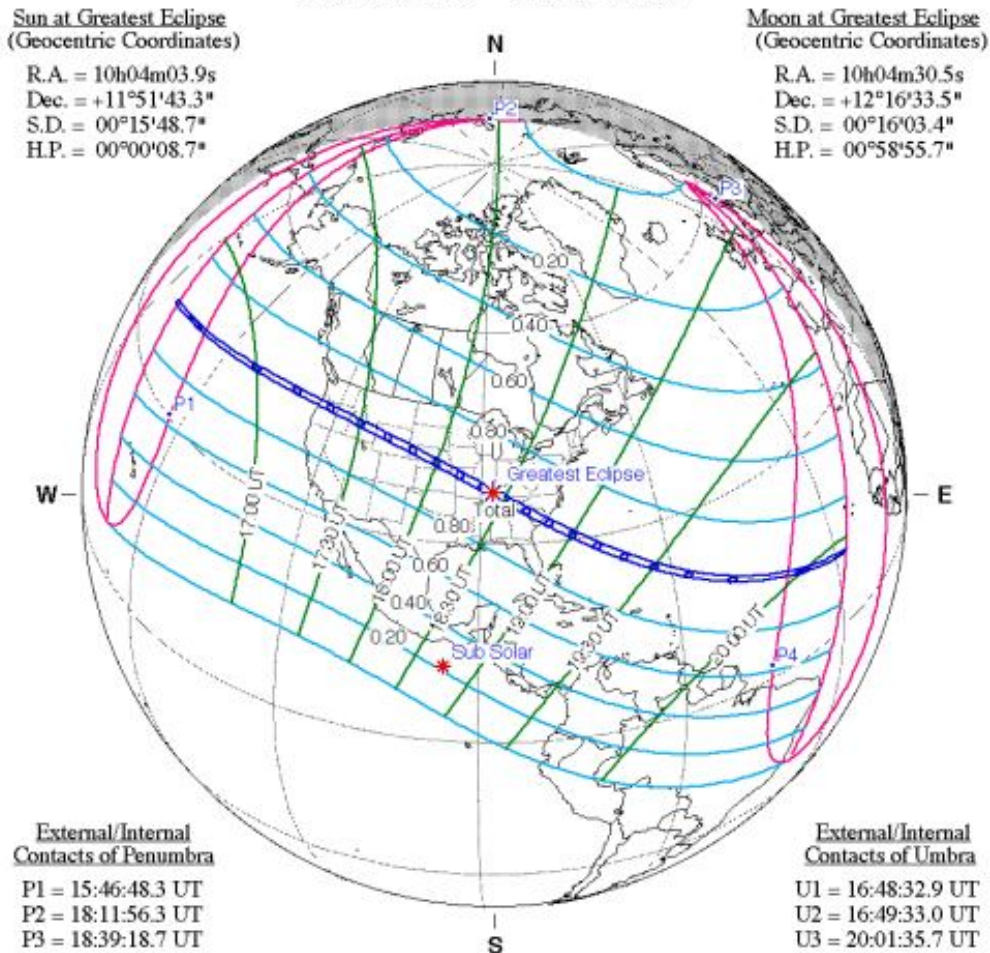 Sun at Greatest Eclipse
(Geocentric Coordinates)
R.A. = 10h04m03.9s
Dec. = +11°51'43.3"
S.D. = 00°15'48.7"
H.P. = 00°00'08.7"
Moon at Greatest Eclipse
(Geocentric Coordinates)
R.A. = 10h04m30.5s
Dec. = +12°16'33.5"
S.D. = 00°16'03.4"
H.P. = 00°58'55.7"
N
P2
P3
0.20
0.40
0.60
P1
0.80
Greatest Eclipse
W
E
Total
0.80
17:00 UT
17:30 UT
18:00 UT
18:30 UT
19:00 UT
19:30 UT
20:00 UT
0.60
0.40
0.20
Sub Solar
P4
External/Internal
Contacts of Penumbra
P1 = 15:46:48.3 UT
P2 = 18:11:56.3 UT
P3 = 18:39:18.7 UT
External/Internal
Contacts of Umbra
U1 = 16:48:32.9 UT
U2 = 16:49:33.0 UT
U3 = 20:01:35.7 UT
S